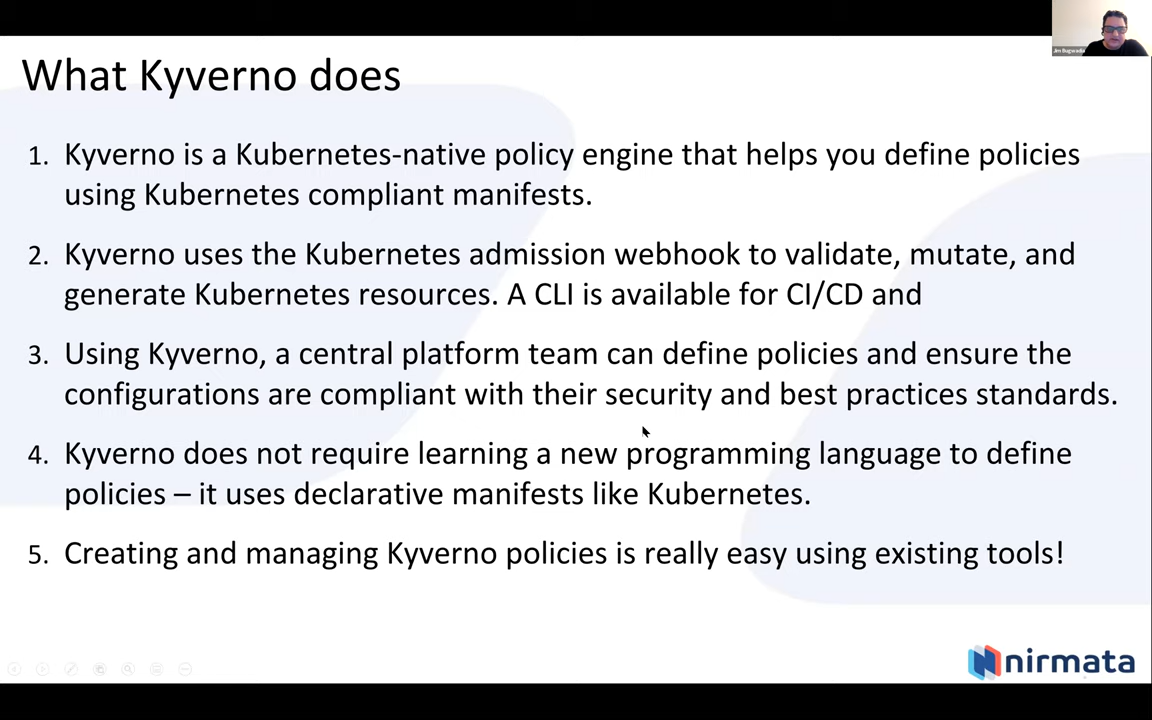 What Kyverno does
1. Kyverno is a Kubernetes-native policy engine that helps you define policies
using Kubernetes compliant manifests.
2. Kyverno uses the Kubernetes admission webhook to validate, mutate, and
generate Kubernetes resources. A CLI is available for CI/CD and
3. Using Kyverno, a central platform team can define policies and ensure the
configurations are compliant with their security and best practices standards.
4. Kyverno does not require learning a new programming language to define
policies – it uses declarative manifests like Kubernetes.
5. Creating and managing Kyverno policies is really easy using existing tools!
nirmata
Jim Bugwadia